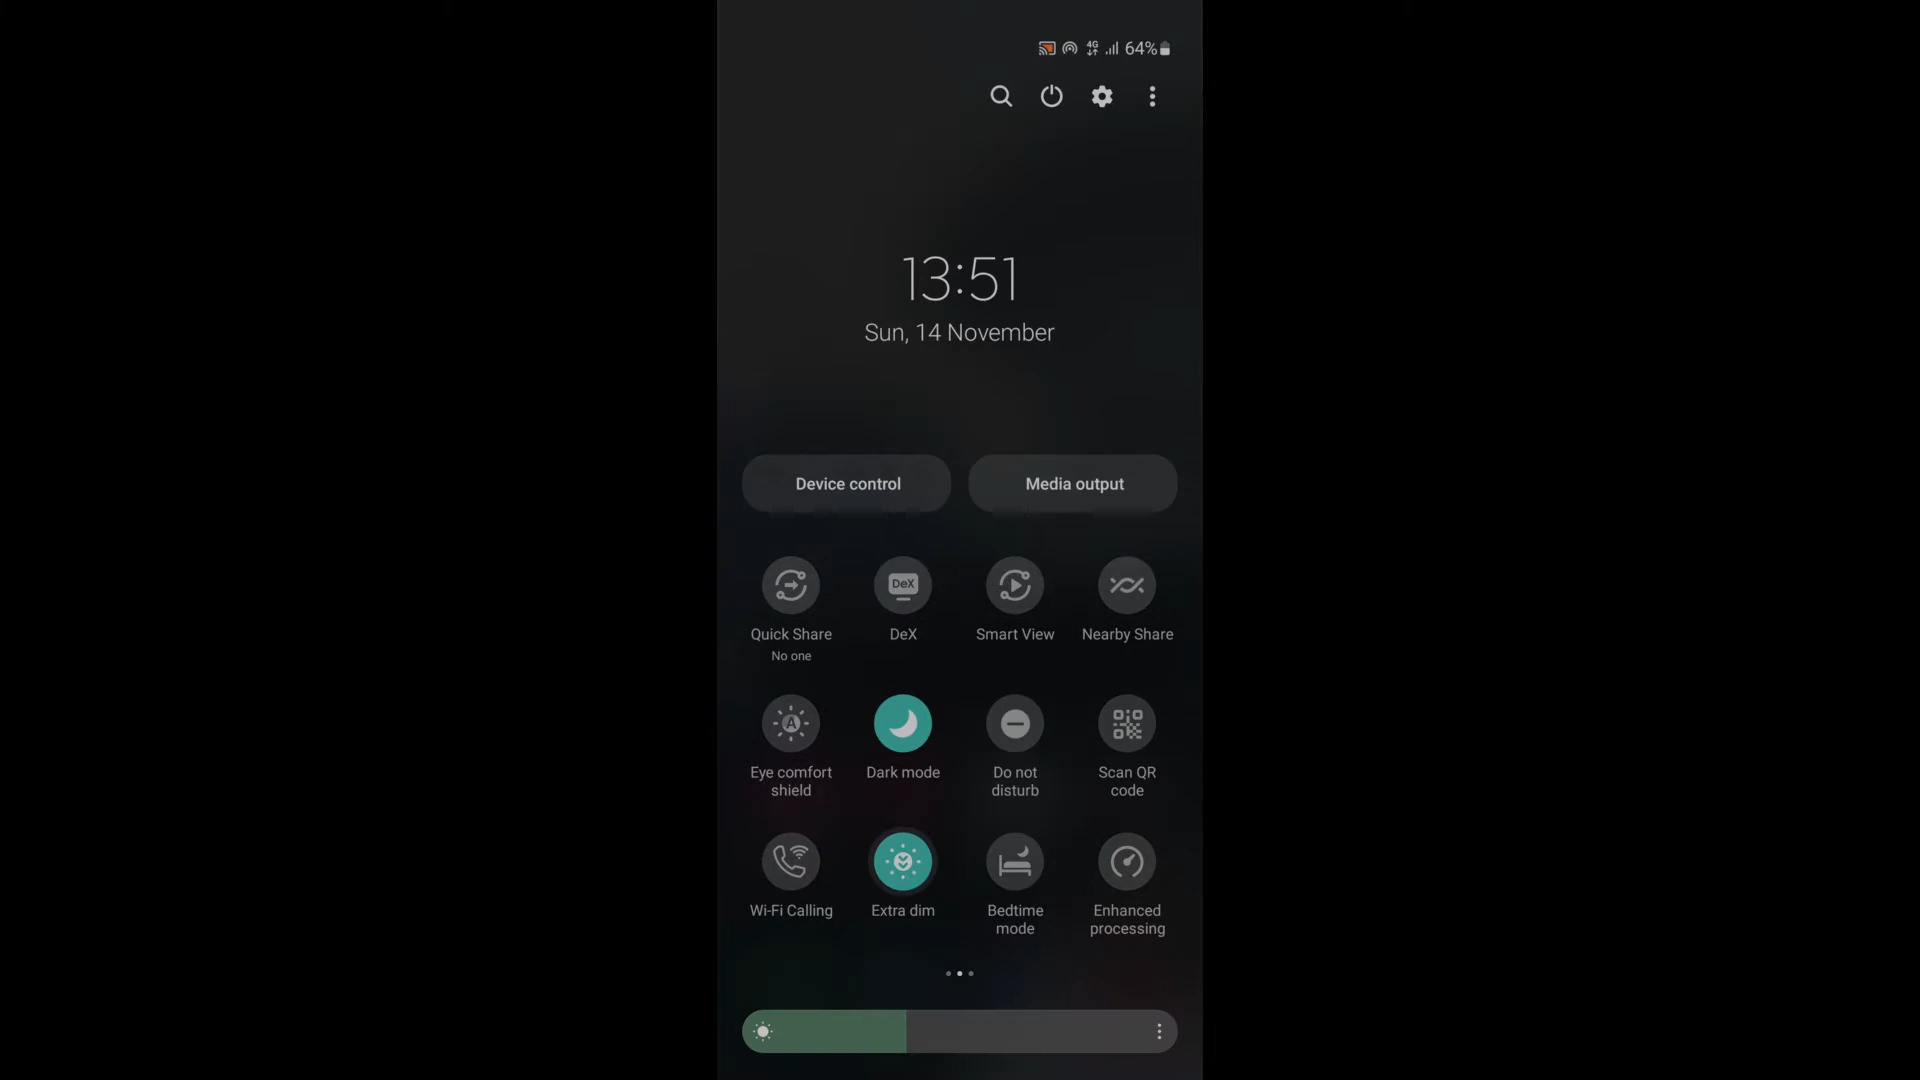 4G 64%
13:51
Sun, 14 November
Device control Media output
DeX
Quick Share DeX Smart View Nearby Share
No one
A
Eye comfort Dark mode Do not Scan QR
shield disturb code
Wi-Fi Calling Extra dim Bedtime Enhanced
mode processing